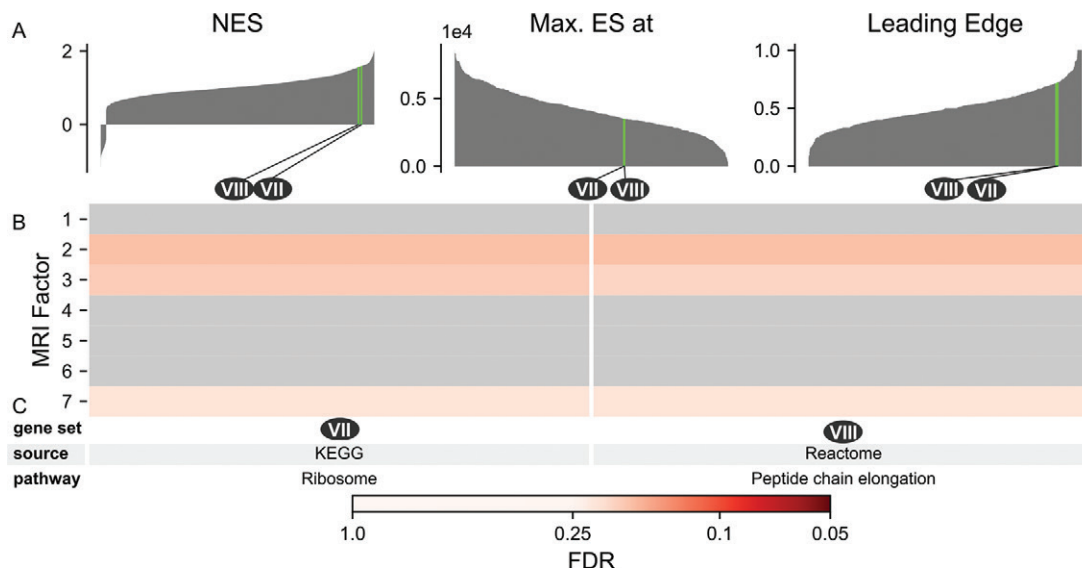 A
NES
Max. ES at
Leading Edge
2
0
1e4
0.5
0.0
1.0
0.5
0.0
VIII VII
VII VIII
VIII VII
B
MRI Factor
1
2
3
4
5
6
7
C
gene set VII VIII
source KEGG Reactome
pathway Ribosome Peptide chain elongation
1.0 0.25 0.1 0.05
FDR